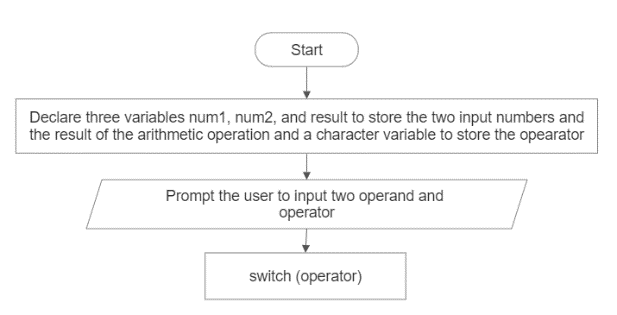 Start
Declare three variables num1, num2, and result to store the two input numbers and
the result of the arithmetic operation and a character variable to store the opearator
Prompt the user to input two operand and
operator
switch (operator)